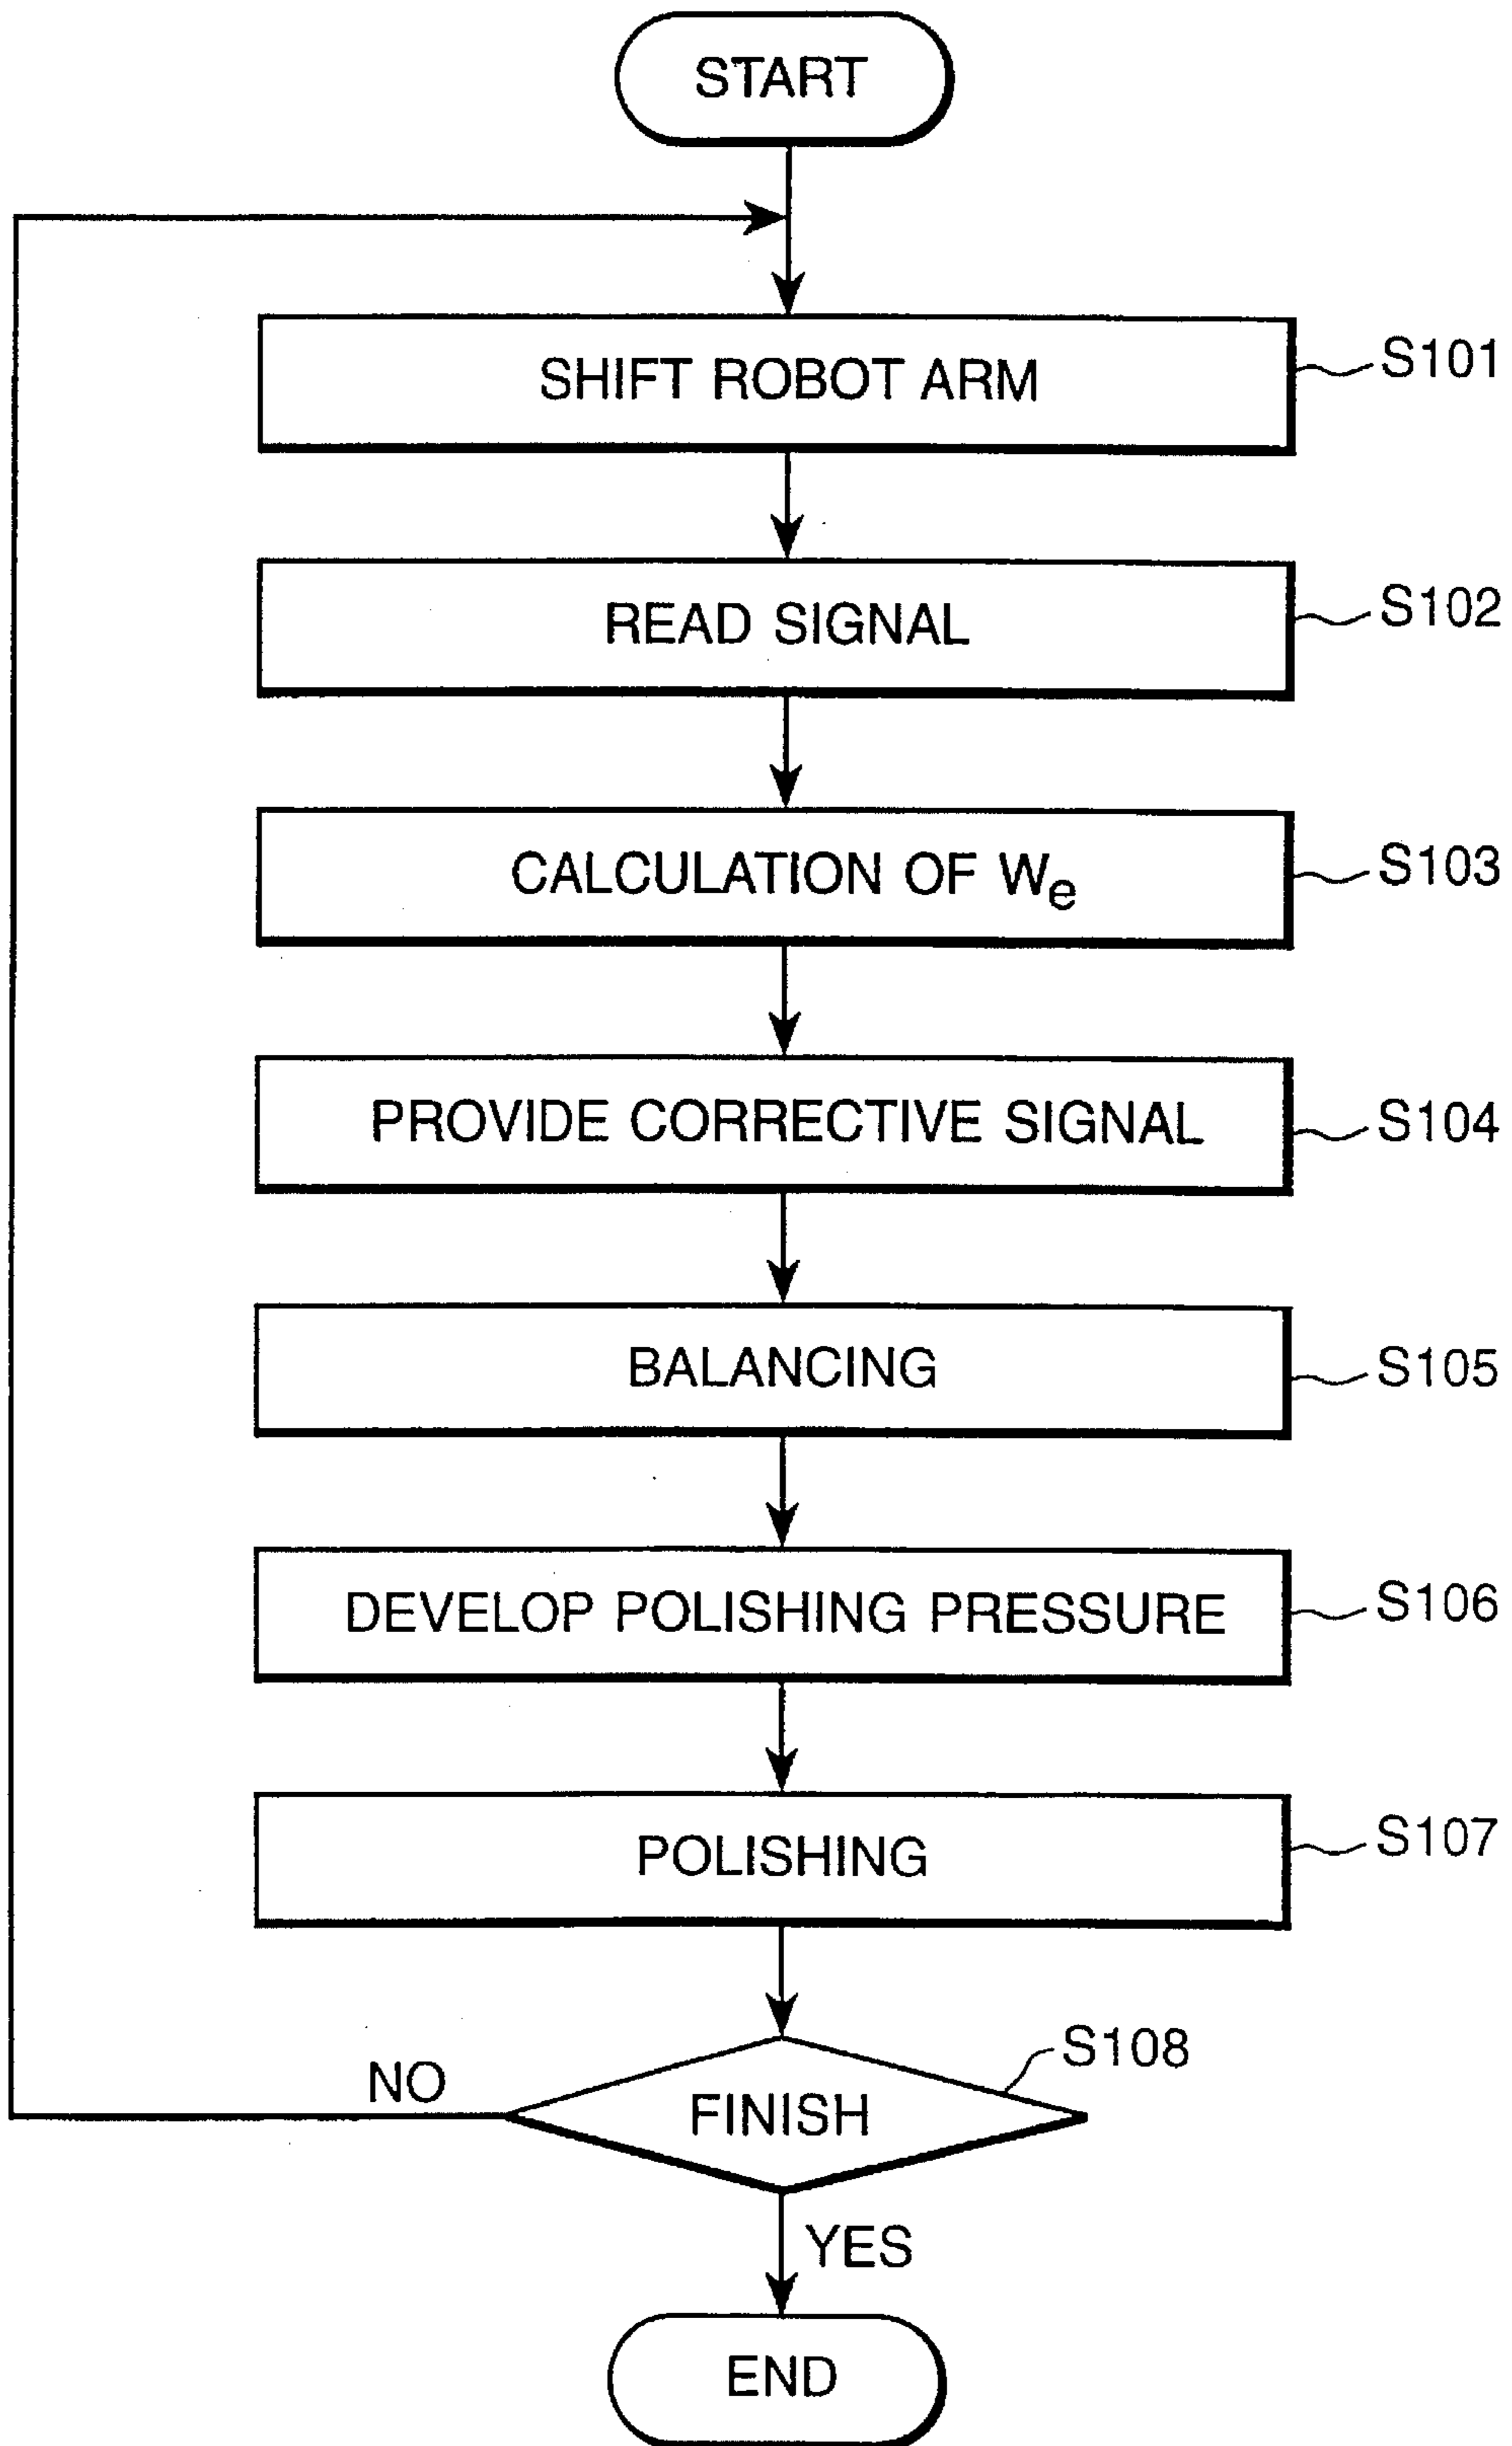 START
SHIFT ROBOT ARM
S101
READ SIGNAL
S102
CALCULATION OF We
S103
PROVIDE CORRECTIVE SIGNAL
S104
BALANCING
S105
DEVELOP POLISHING PRESSURE
S106
POLISHING
S107
S108
NO
FINISH
YES
END